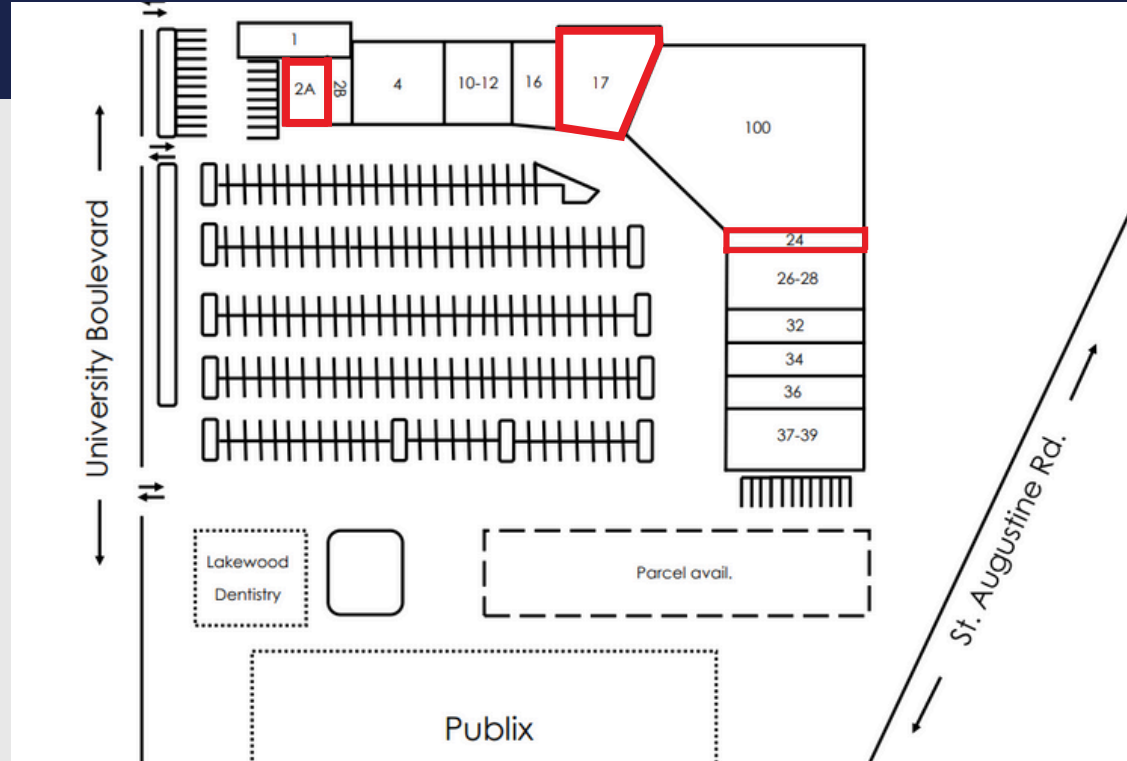 1
2A
2B
4
10-12
16
17
100
24
26-28
32
34
36
37-39
University Boulevard
St. Augustine Rd.
Lakewood
Dentistry
Parcel avail.
Publix